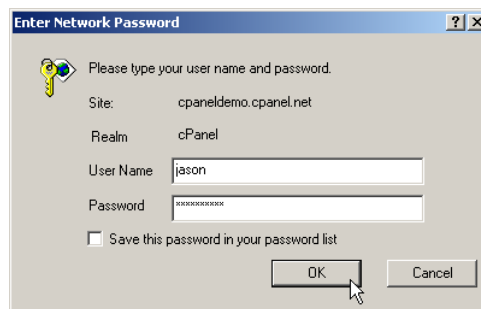 Enter Network Password
Please type your user name and password.
Site: cpaneldemo.cpanel.net
Realm cPanel
User Name jason
Password xxxxxxxxxx
Save this password in your password list
OK Cancel